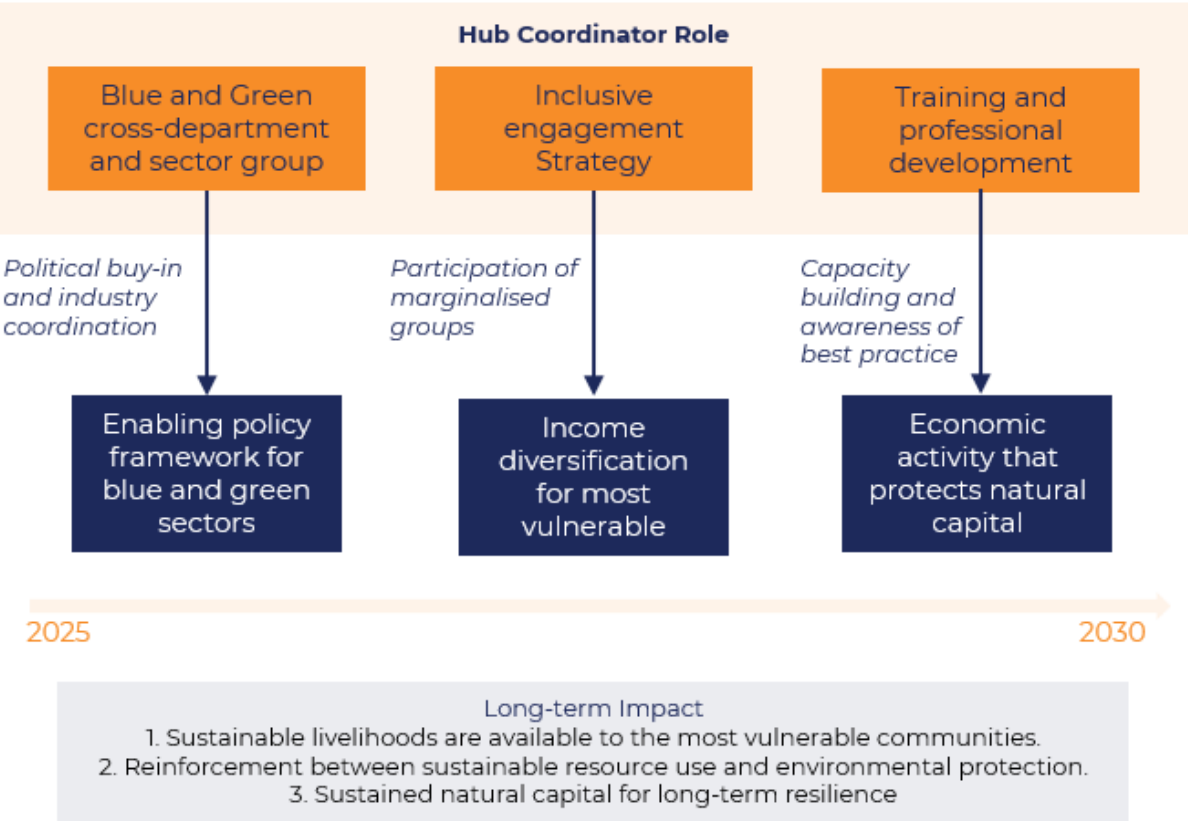 Hub Coordinator Role
Blue and Green
cross-department
and sector group
Inclusive
engagement
Strategy
Training and
professional
development
Political buy-in
and industry
coordination
Participation of
marginalised
groups
Capacity
building and
awareness of
best practice
Enabling policy
framework for
blue and green
sectors
Income
diversification
for most
vulnerable
Economic
activity that
protects natural
capital
2025
2030
Long-term Impact
1. Sustainable livelihoods are available to the most vulnerable communities.
2. Reinforcement between sustainable resource use and environmental protection.
3. Sustained natural capital for long-term resilience